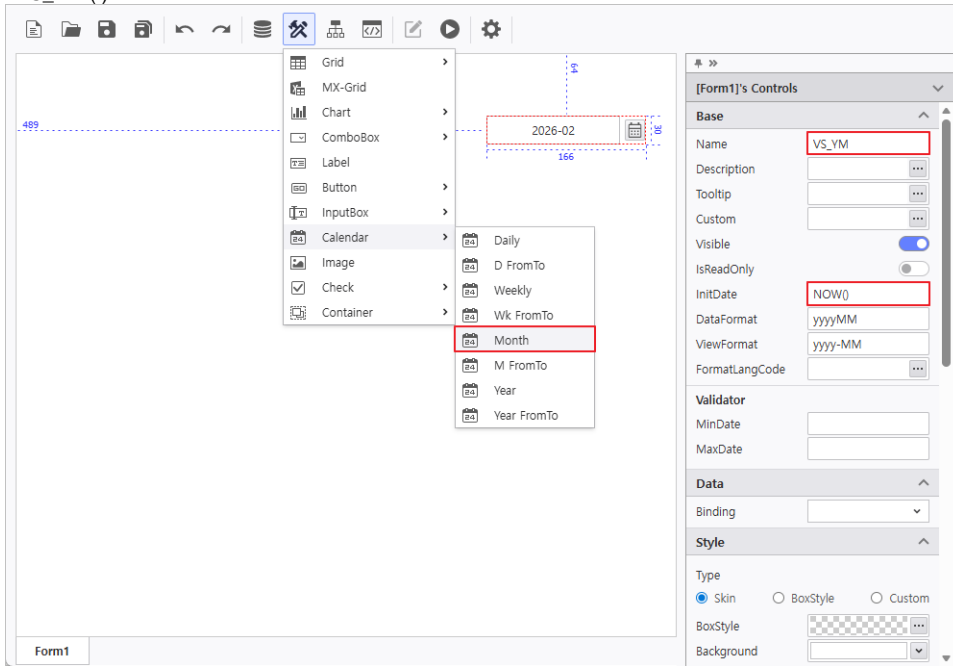 [Form1]'s Controls
Grid
MX-Grid
Chart
ComboBox
Label
Button
InputBox
Calendar
Image
Check
Container
Daily
D FromTo
Weekly
Wk FromTo
Month
M FromTo
Year
Year FromTo
489
64
2026-02
30
166
Base
Name VS_YM
Description
Tooltip
Custom
Visible
IsReadOnly
InitDate NOW()
DataFormat yyyyMM
ViewFormat yyyy-MM
FormatLangCode
Validator
MinDate
MaxDate
Data
Binding
Style
Type
Skin BoxStyle Custom
BoxStyle
Background
Form1